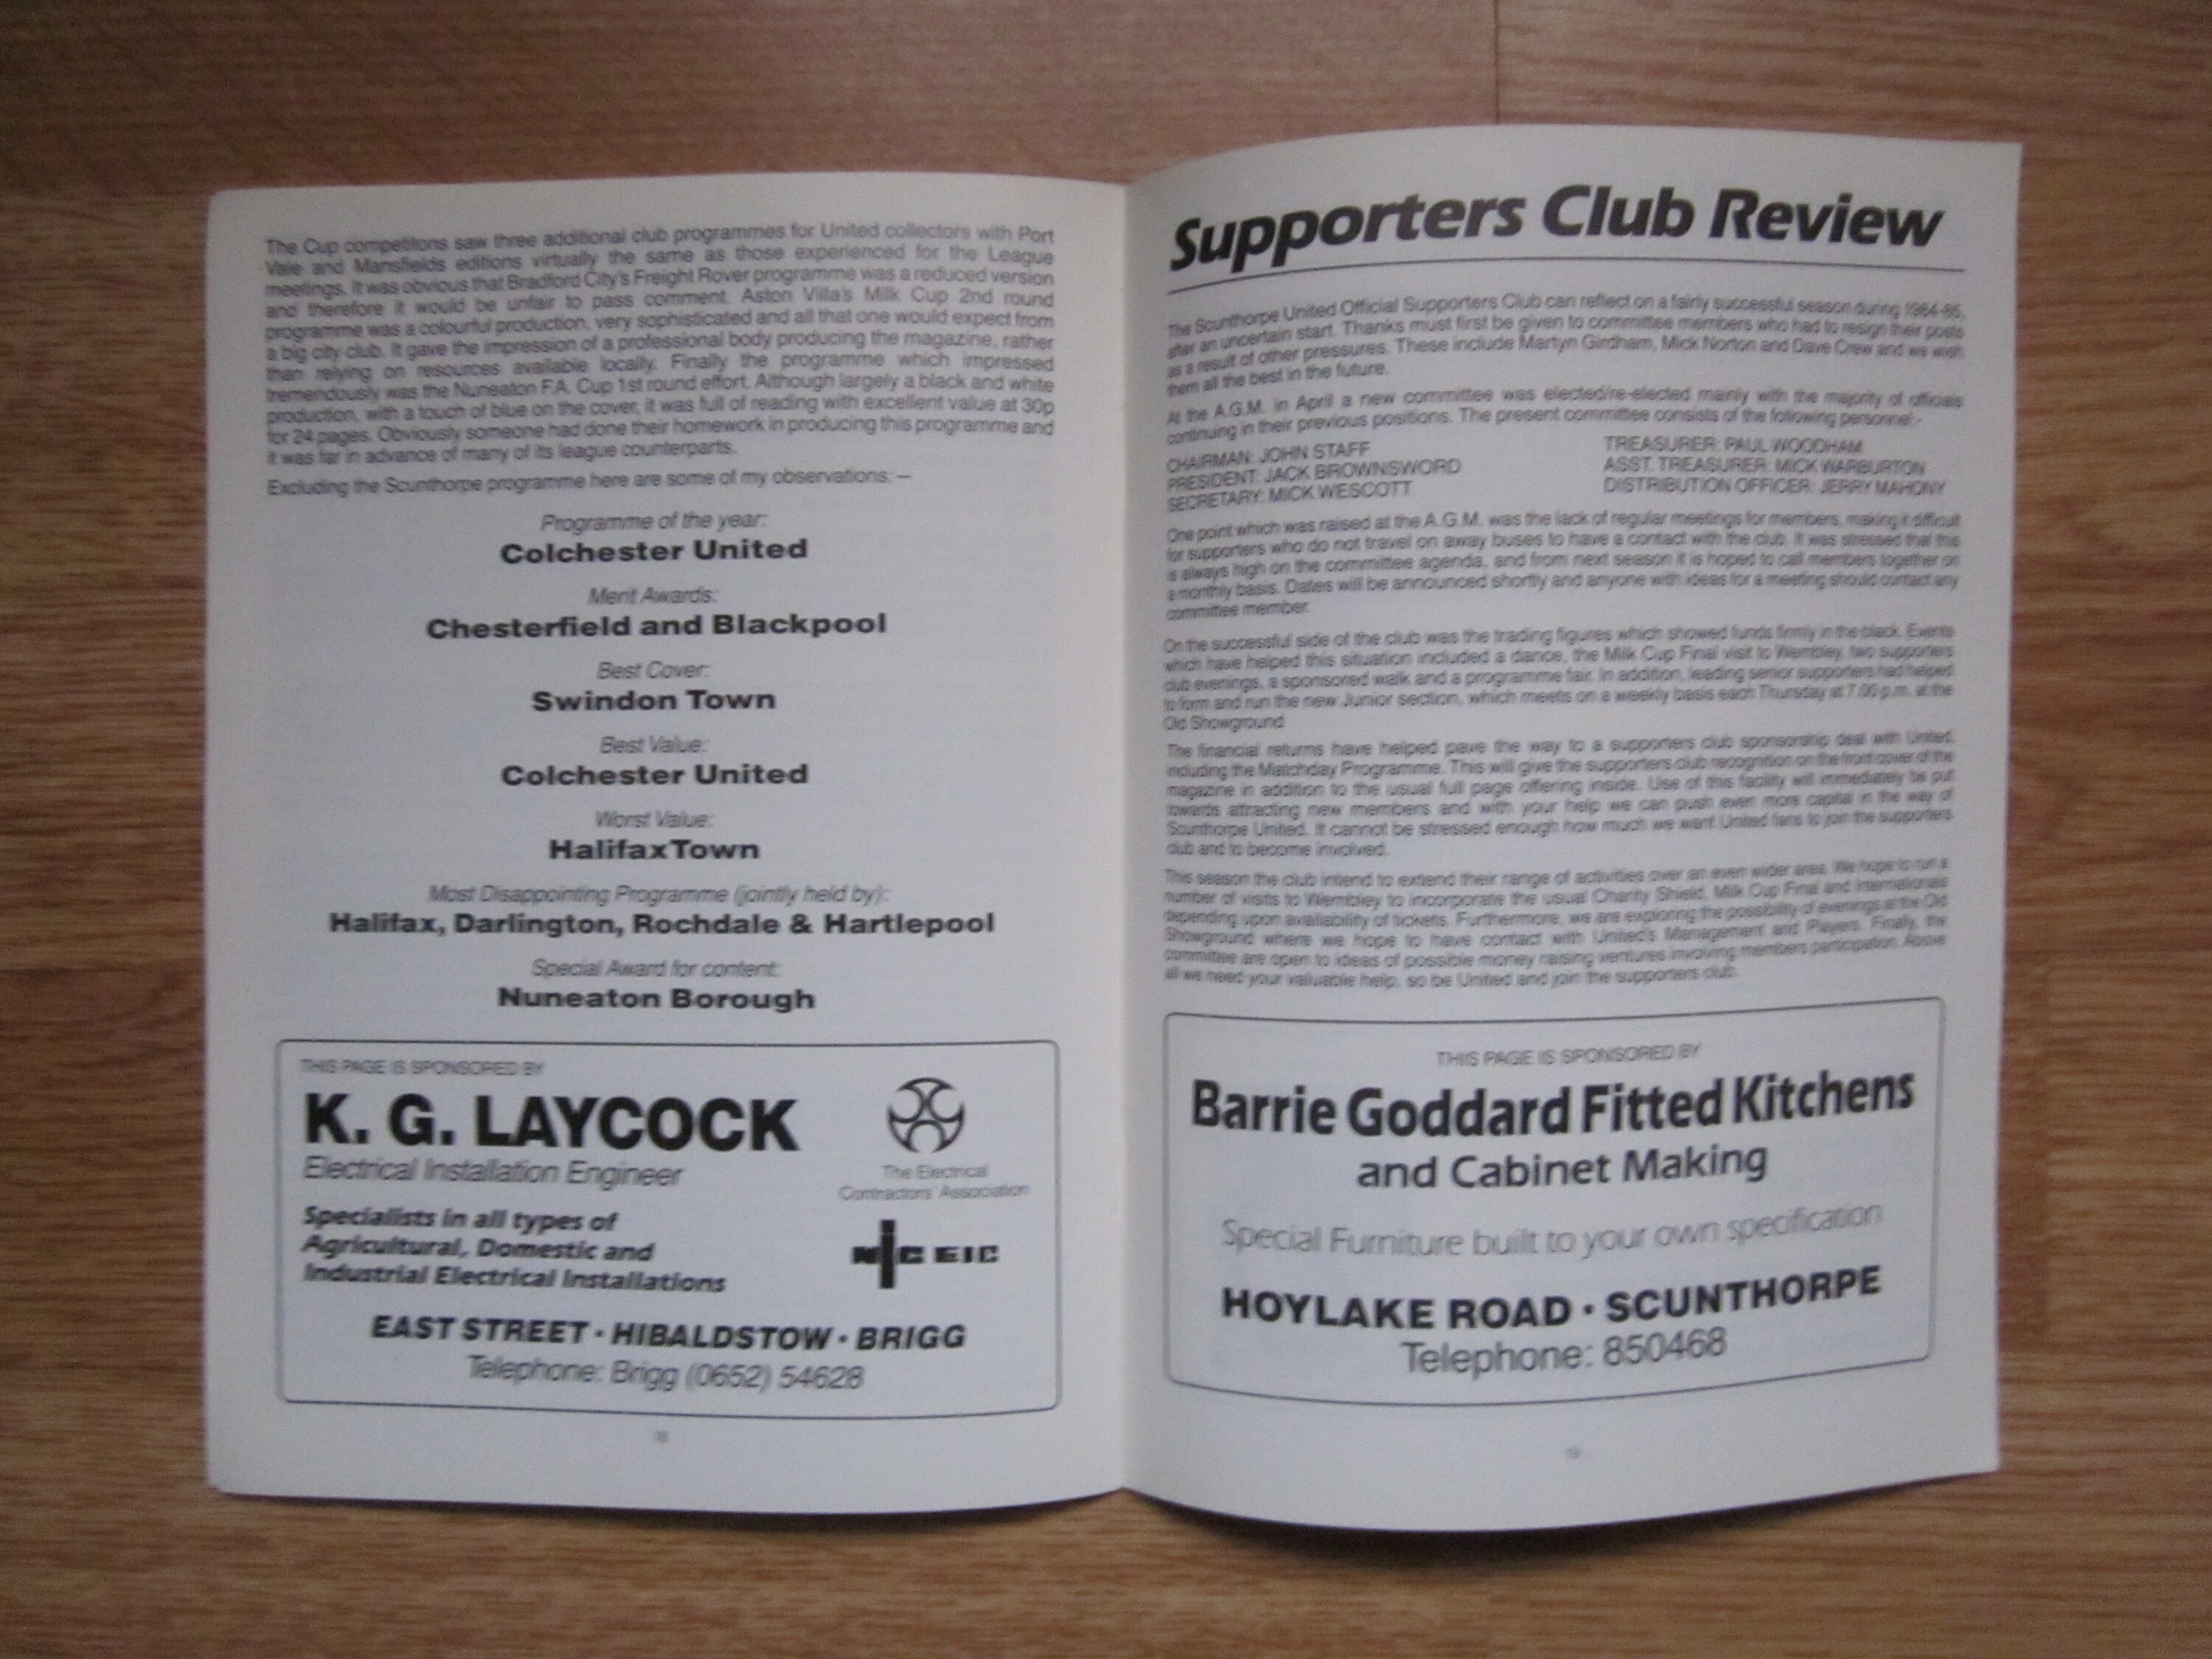 The Cup competitons saw three additional club programmes for United collectors with Port
Vale and Mansfields editions virtually the same as those experienced for the League
meetings. It was obvious that Bradford City's Freight Rover programme was a reduced version
and therefore it would be unfair to pass comment. Aston Villa's Milk Cup 2nd round
programme was a colourful production, very sophisticated and all that one would expect from
a big city club. It gave the impression of a professional body producing the magazine, rather
than relying on resources available locally. Finally the programme which impressed
tremendously was the Nuneaton F.A. Cup 1st round effort. Although largely a black and white
production, with a touch of blue on the cover, it was full of reading with excellent value at 30p
for 24 pages. Obviously someone had done their homework in producing this programme and
it was far in advance of many of its league counterparts.
Excluding the Scunthorpe programme here are some of my observations: —
Programme of the year:
Colchester United
Merit Awards:
Chesterfield and Blackpool
Best Cover:
Swindon Town
Best Value:
Colchester United
Worst Value:
Halifax Town
Most Disappointing Programme (jointly held by):
Halifax, Darlington, Rochdale & Hartlepool
Special Award for content:
Nuneaton Borough
THIS PAGE IS SPONSORED BY
K. G. LAYCOCK
Electrical Installation Engineer
The Electrical
Contractors' Association
Specialists in all types of
Agricultural, Domestic and
Industrial Electrical Installations
NICEIC
EAST STREET · HIBALDSTOW · BRIGG
Telephone: Brigg (0652) 54628
Supporters Club Review
The Scunthorpe United Official Supporters Club can reflect on a fairly successful season during 1984-85,
after an uncertain start. Thanks must first be given to committee members who had to resign their posts
as a result of other pressures. These include Martyn Girdham, Mick Norton and Dave Crew and we wish
them all the best in the future.
At the A.G.M. in April a new committee was elected/re-elected mainly with the majority of officials
continuing in their previous positions. The present committee consists of the following personnel:-
CHAIRMAN: JOHN STAFF
PRESIDENT: JACK BROWNSWORD
SECRETARY: MICK WESCOTT
TREASURER: PAUL WOODHAM
ASST. TREASURER: MICK WARBURTON
DISTRIBUTION OFFICER: JERRY MAHONY
One point which was raised at the A.G.M. was the lack of regular meetings for members, making it difficult
for supporters who do not travel on away buses to have a contact with the club. It was stressed that this
is always high on the committee agenda, and from next season it is hoped to call members together on
a monthly basis. Dates will be announced shortly and anyone with ideas for a meeting should contact any
committee member.
On the successful side of the club was the trading figures which showed funds firmly in the black. Events
which have helped this situation included a dance, the Milk Cup Final visit to Wembley, two supporters
club evenings, a sponsored walk and a programme fair. In addition, leading senior supporters had helped
to form and run the new Junior section, which meets on a weekly basis each Thursday at 7.00 p.m. at the
Old Showground
The financial returns have helped pave the way to a supporters club sponsorship deal with United,
including the Matchday Programme. This will give the supporters club recognition on the front cover of the
magazine in addition to the usual full page offering inside. Use of this facility will immediately be put
towards attracting new members and with your help we can push even more capital in the way of
Scunthorpe United. It cannot be stressed enough how much we want United fans to join the supporters
club and to become involved.
This season the club intend to extend their range of activities over an even wider area. We hope to run a
number of visits to Wembley to incorporate the usual Charity Shield, Milk Cup Final and Internationals
depending upon availability of tickets. Furthermore, we are exploring the possibility of evenings at the Old
Showground where we hope to have contact with United's Management and Players. Finally, the
committee are open to ideas of possible money raising ventures involving members participation. Above
all we need your valuable help, so be United and join the supporters club.
THIS PAGE IS SPONSORED BY
Barrie Goddard Fitted Kitchens
and Cabinet Making
Special Furniture built to your own specification
HOYLAKE ROAD · SCUNTHORPE
Telephone: 850468